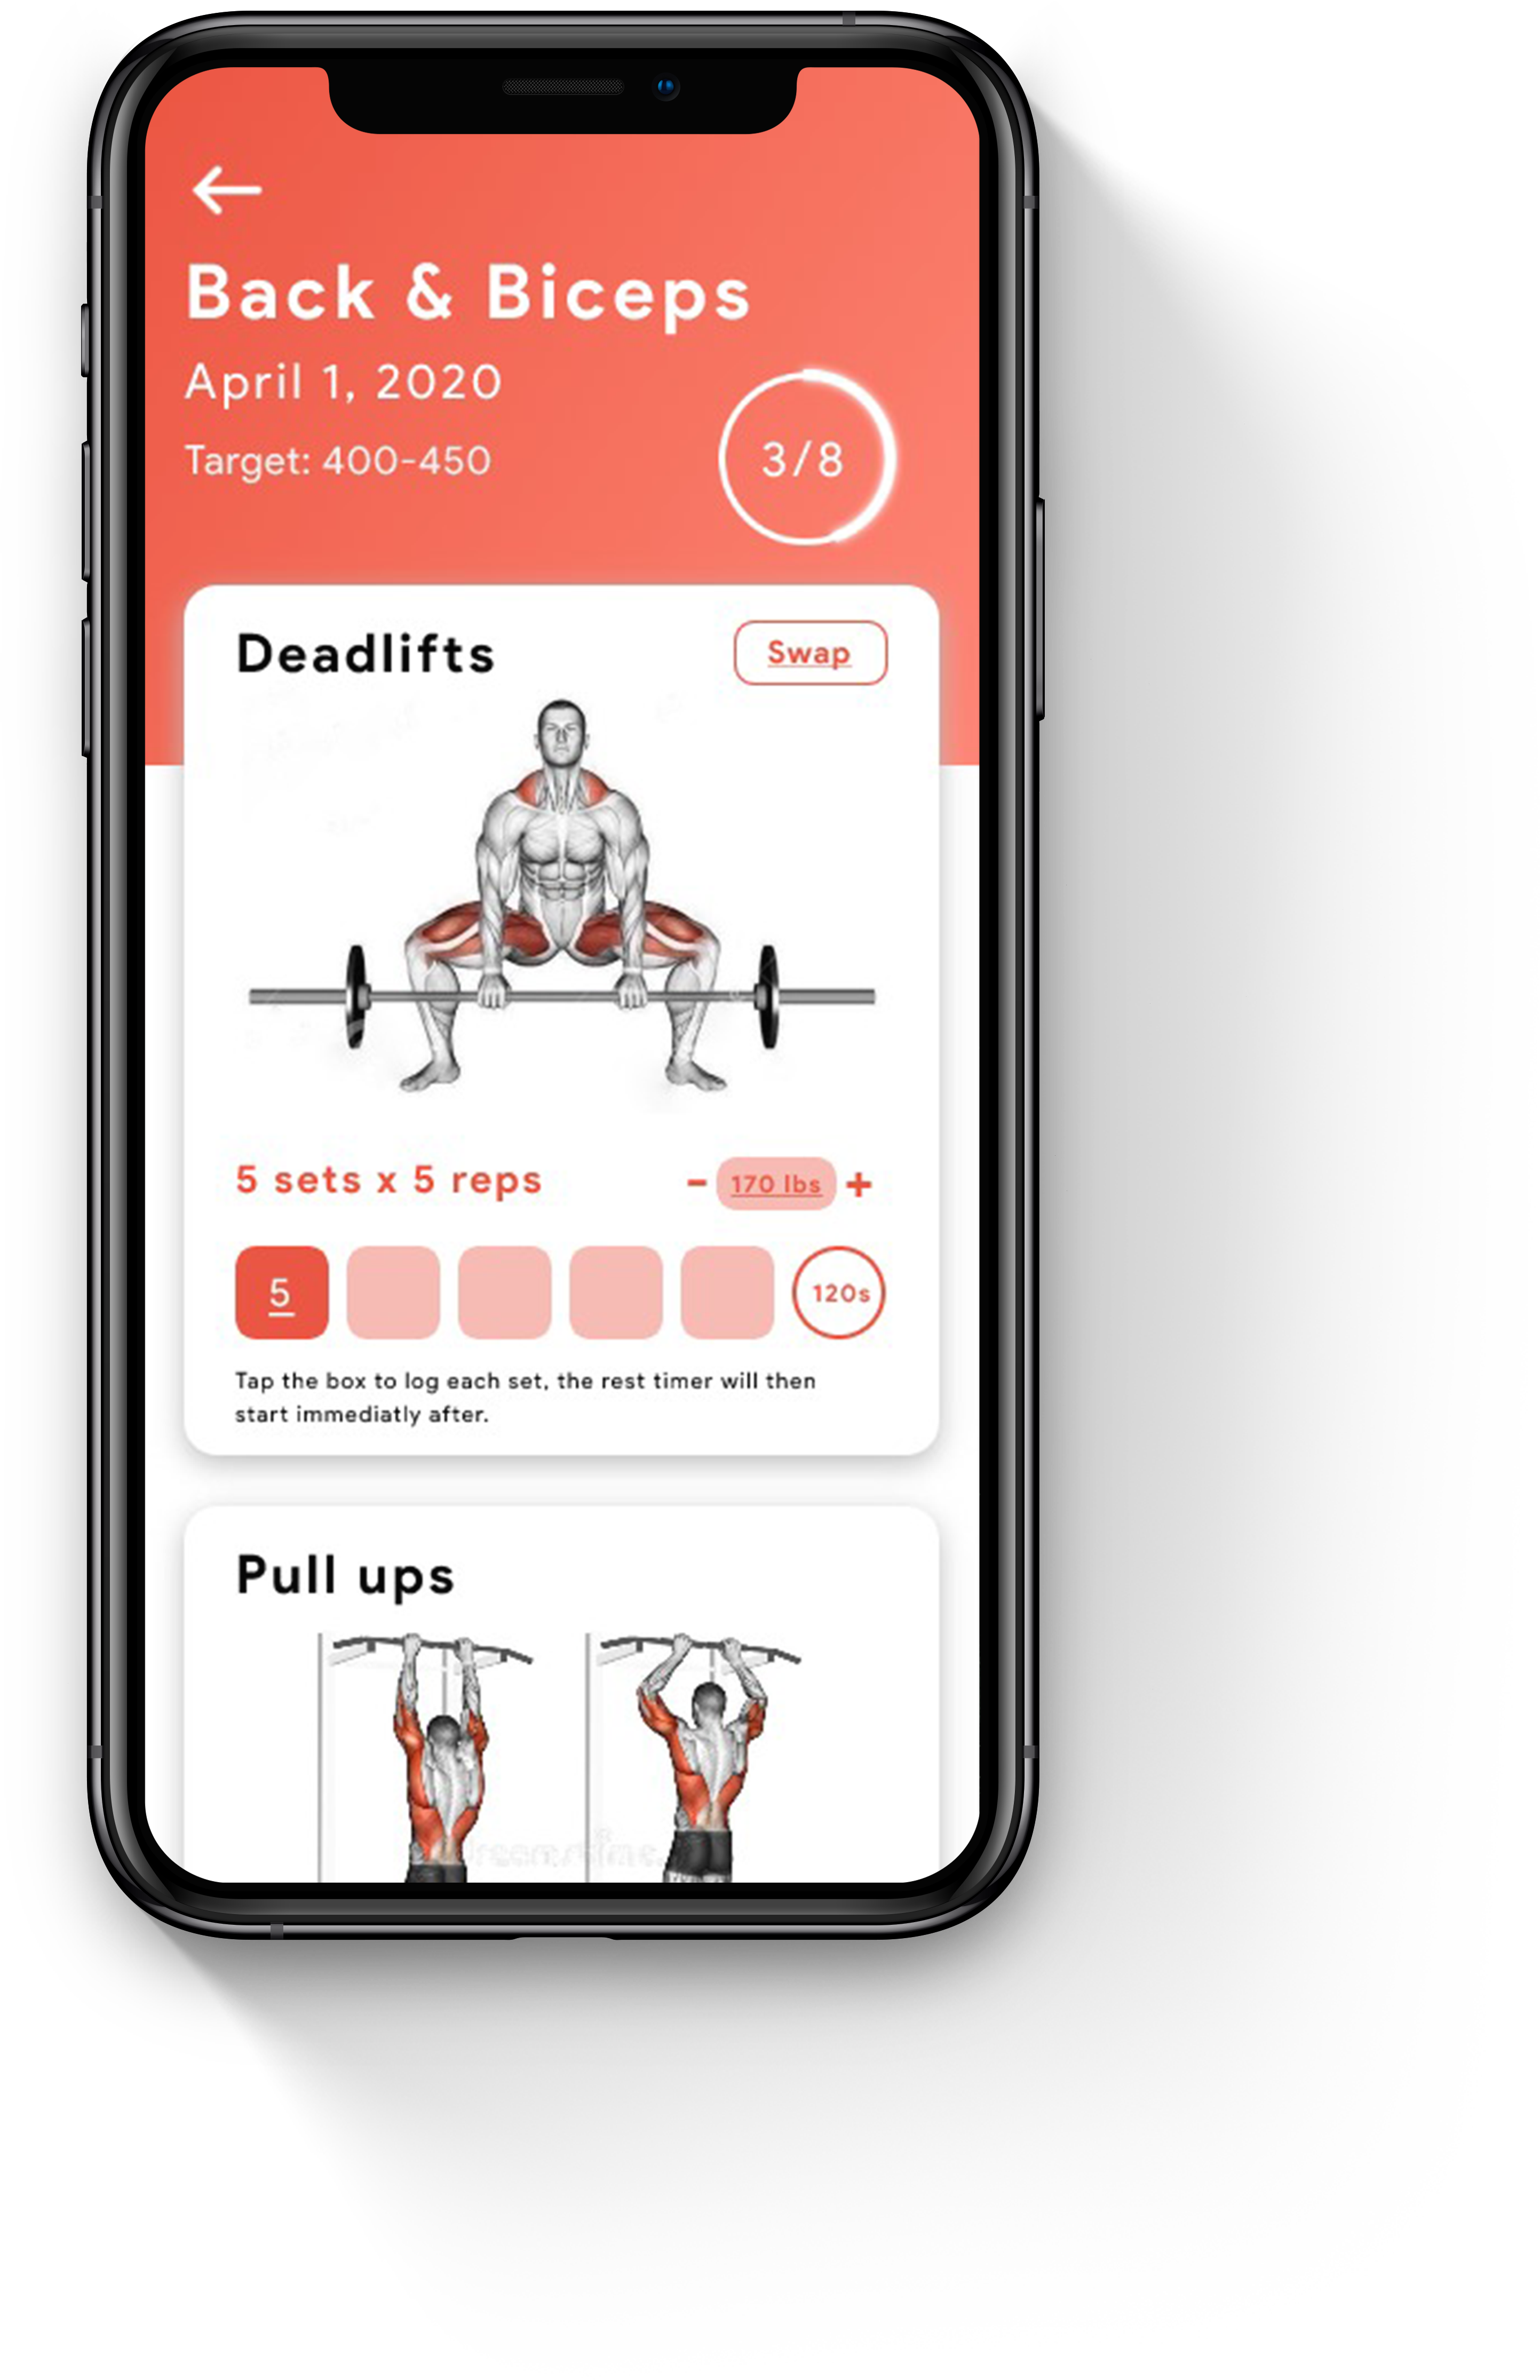 Back & Biceps
April 1, 2020
Target: 400-450
3/8
Deadlifts
Swap
5 sets x 5 reps
- 170 lbs +
5
120s
Tap the box to log each set, the rest timer will then
start immediatly after.
Pull ups